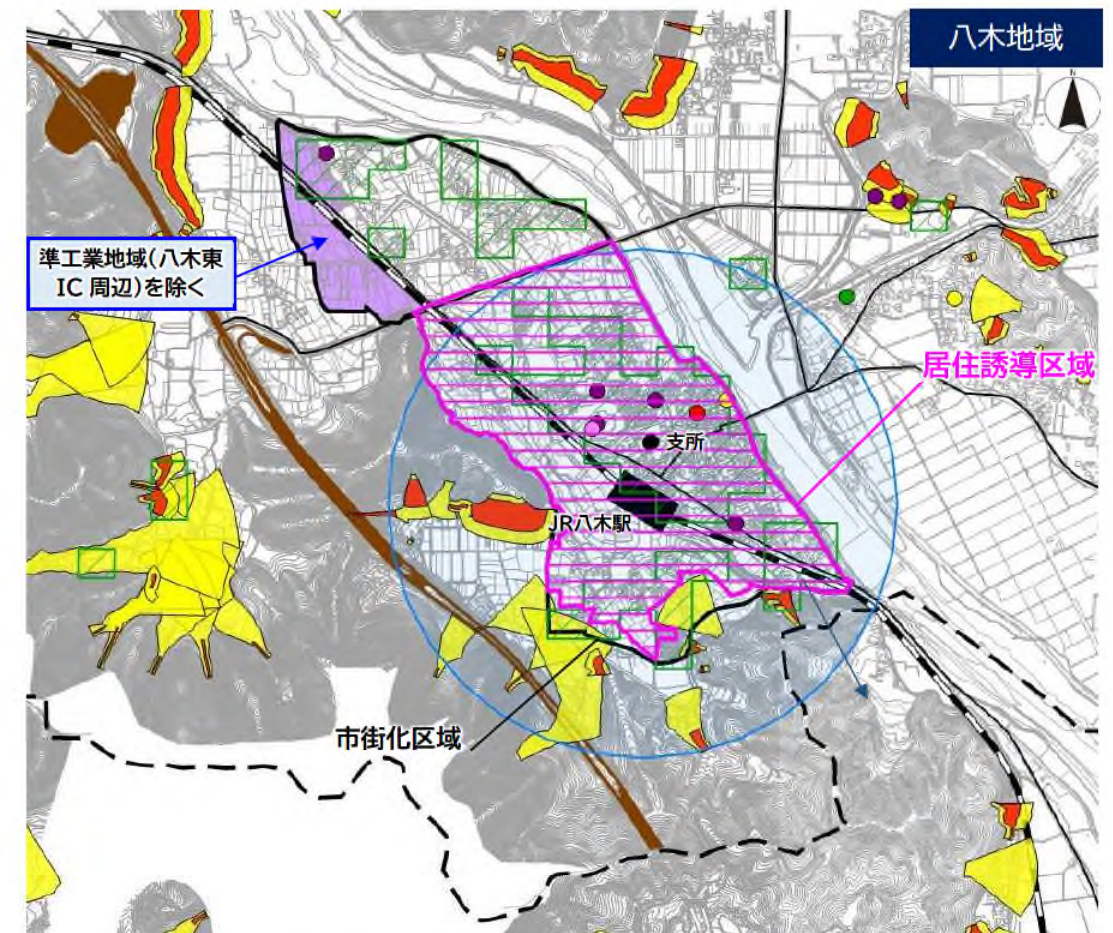 八木地域
N
準工業地域(八木東
IC 周辺)を除く
居住誘導区域
支所
JR八木駅
市街化区域